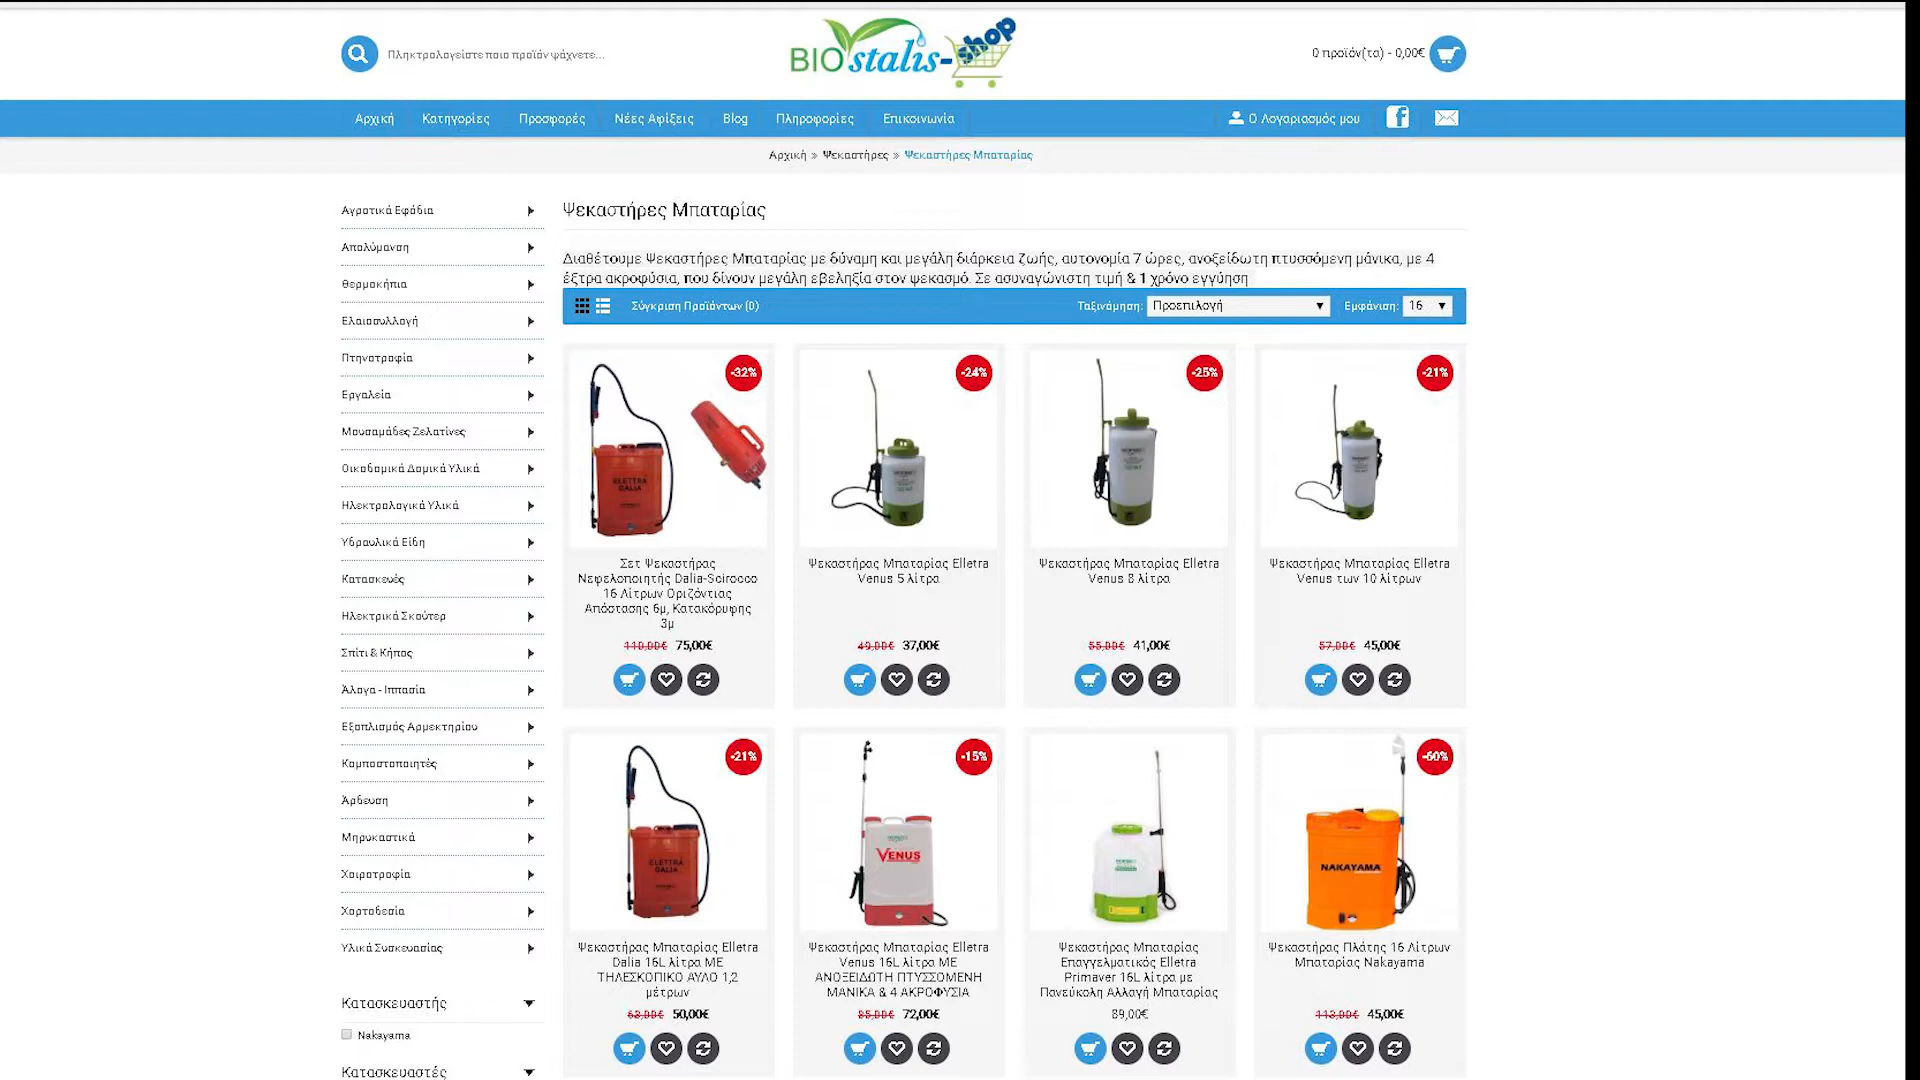 Πληκτρολογείστε ποιο προϊόν ψάχνετε...
BIOstalis-shop
0 προϊόν(τα) - 0,00€
Αρχική Κατηγορίες Προσφορές Νέες Αφίξεις Blog Πληροφορίες Επικοινωνία Ο Λογαριασμός μου
Αρχική » Ψεκαστήρες » Ψεκαστήρες Μπαταρίας
Αγροτικά Εφόδια
Απολύμανση
Θερμοκήπια
Ελαιοσυλλογή
Πτηνοτροφία
Εργαλεία
Μουσαμάδες Ζελατίνες
Οικοδομικά Δομικά Υλικά
Ηλεκτρολογικά Υλικά
Υδραυλικά Είδη
Κατασκευές
Ηλεκτρικά Σκούτερ
Σπίτι & Κήπος
Άλογα - Ιππασία
Εξοπλισμός Αρμεκτηρίου
Κομποστοποιητές
Άρδευση
Μηρυκαστικά
Χοιροτροφία
Χορτοδεσία
Υλικά Συσκευασίας
Κατασκευαστής
Nakayama
Κατασκευαστές
Ψεκαστήρες Μπαταρίας
Διαθέτουμε Ψεκαστήρες Μπαταρίας με δύναμη και μεγάλη διάρκεια ζωής, αυτονομία 7 ώρες, ανοξείδωτη πτυσσόμενη μάνικα, με 4
έξτρα ακροφύσια, που δίνουν μεγάλη εβεληξία στον ψεκασμό. Σε ασυναγώνιστη τιμή & 1 χρόνο εγγύηση
Σύγκριση Προϊόντων (0) Ταξινόμηση: Προεπιλογή Εμφάνιση: 16
-32%
ELETTRA
DALIA
Σετ Ψεκαστήρας
Νεφελοποιητής Dalia-Scirocco
16 Λίτρων Οριζόντιας
Απόστασης 6μ, Κατακόρυφης
3μ
110,00€ 75,00€
-24%
Ψεκαστήρας Μπαταρίας Elletra
Venus 5 λίτρα
49,00€ 37,00€
-25%
Ψεκαστήρας Μπαταρίας Elletra
Venus 8 λίτρα
55,00€ 41,00€
-21%
Ψεκαστήρας Μπαταρίας Elletra
Venus των 10 λίτρων
57,00€ 45,00€
-21%
ELETTRA
DALIA
Ψεκαστήρας Μπαταρίας Elletra
Dalia 16L λίτρα ΜΕ
ΤΗΛΕΣΚΟΠΙΚΟ ΑΥΛΟ 1,2
μέτρων
63,00€ 50,00€
-15%
VENUS
Ψεκαστήρας Μπαταρίας Elletra
Venus 16L λίτρα ΜΕ
ΑΝΟΞΕΙΔΩΤΗ ΠΤΥΣΣΟΜΕΝΗ
ΜΑΝΙΚΑ & 4 ΑΚΡΟΦΥΣΙΑ
85,00€ 72,00€
Ψεκαστήρας Μπαταρίας
Επαγγελματικός Elletra
Primaver 16L λίτρα με
Πανεύκολη Αλλαγή Μπαταρίας
89,00€
-60%
NAKAYAMA
Ψεκαστήρας Πλάτης 16 Λίτρων
Μπαταρίας Nakayama
113,00€ 45,00€